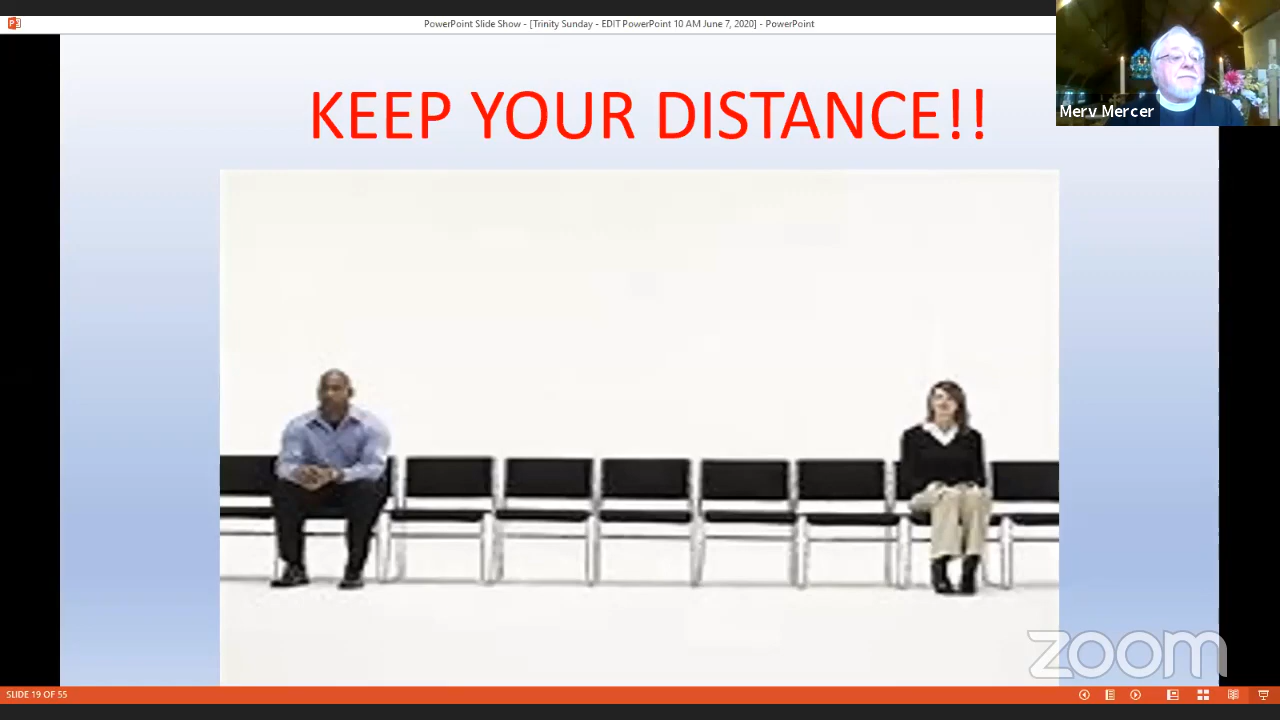 PowerPoint Slide Show - [Trinity Sunday - EDIT PowerPoint 10 AM June 7, 2020] - PowerPoint
KEEP YOUR DISTANCE!!
Merv Mercer
zoom
SLIDE 19 OF 55